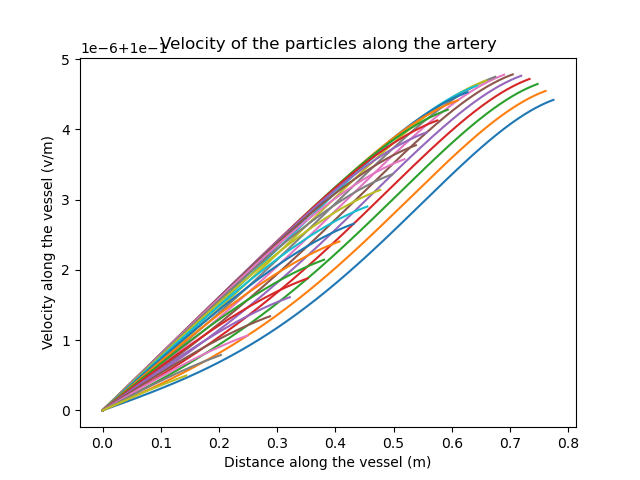 Velocity of the particles along the artery
1e−6+1e−1
5
4
3
2
1
0
Velocity along the vessel (v/m)
0.0 0.1 0.2 0.3 0.4 0.5 0.6 0.7 0.8
Distance along the vessel (m)